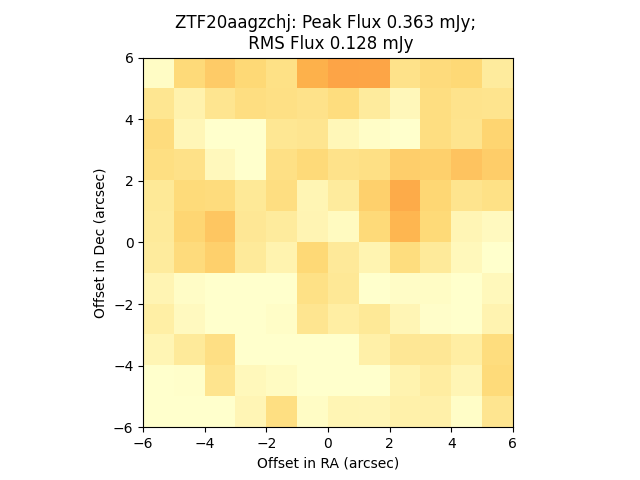 ZTF20aagzchj: Peak Flux 0.363 mJy;
RMS Flux 0.128 mJy
6
4
2
0
−2
−4
−6
Offset in Dec (arcsec)
−6 −4 −2 0 2 4 6
Offset in RA (arcsec)